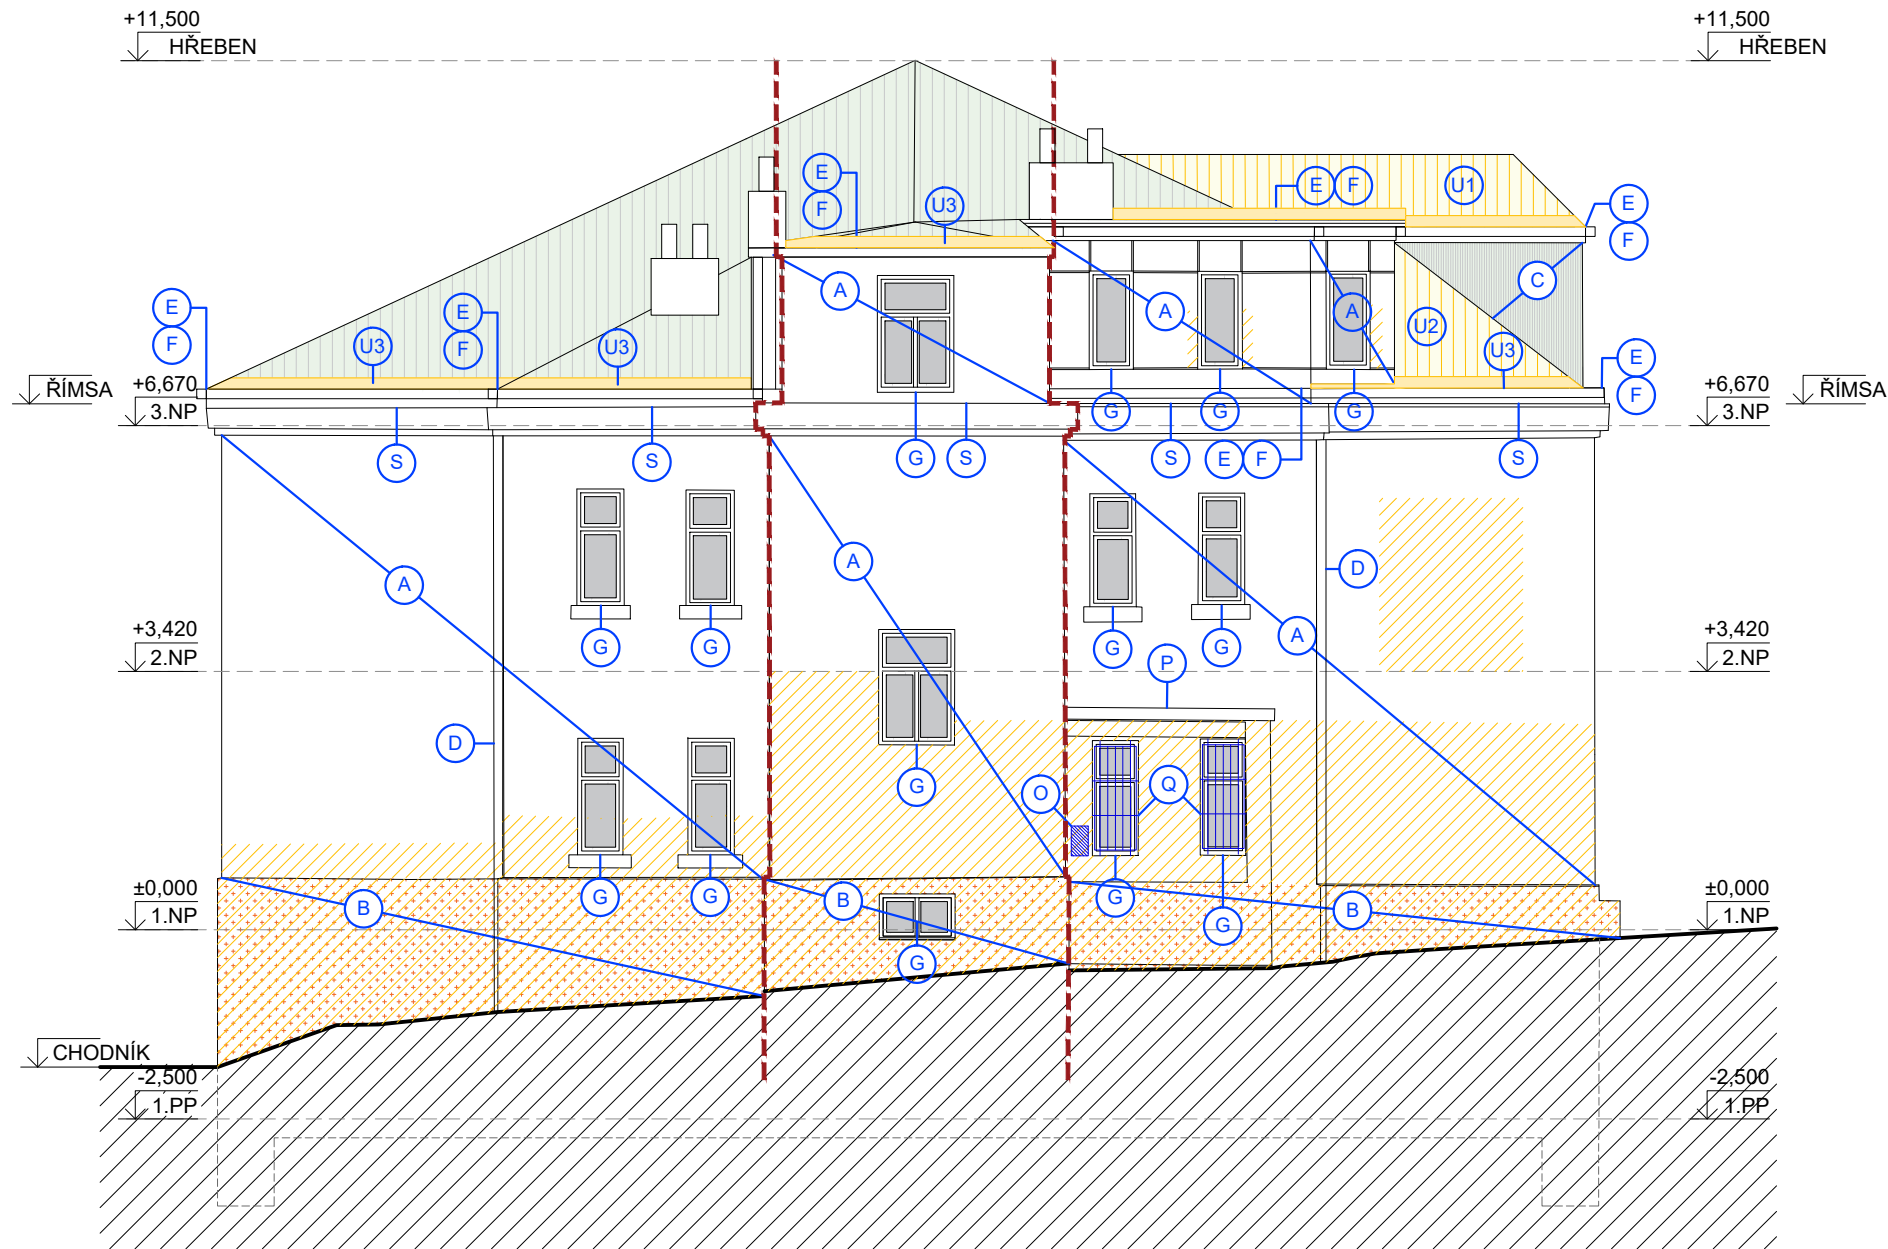 +11,500
HŘEBEN
+11,500
HŘEBEN
E
F
U3
E F
U1
E
F
A
A
A
C
U2
E
F
U3
E
F
U3
U3
E
F
+6,670
ŘÍMSA
3.NP
+6,670
ŘÍMSA
3.NP
G
G
G
G
S
S
G
S
S
E F
S
A
A
D
A
G
G
G
G
+3,420
2.NP
+3,420
2.NP
P
D
G
O
Q
G
G
G
G
B
B
B
G
±0,000
1.NP
±0,000
1.NP
CHODNÍK
-2,500
1.PP
-2,500
1.PP